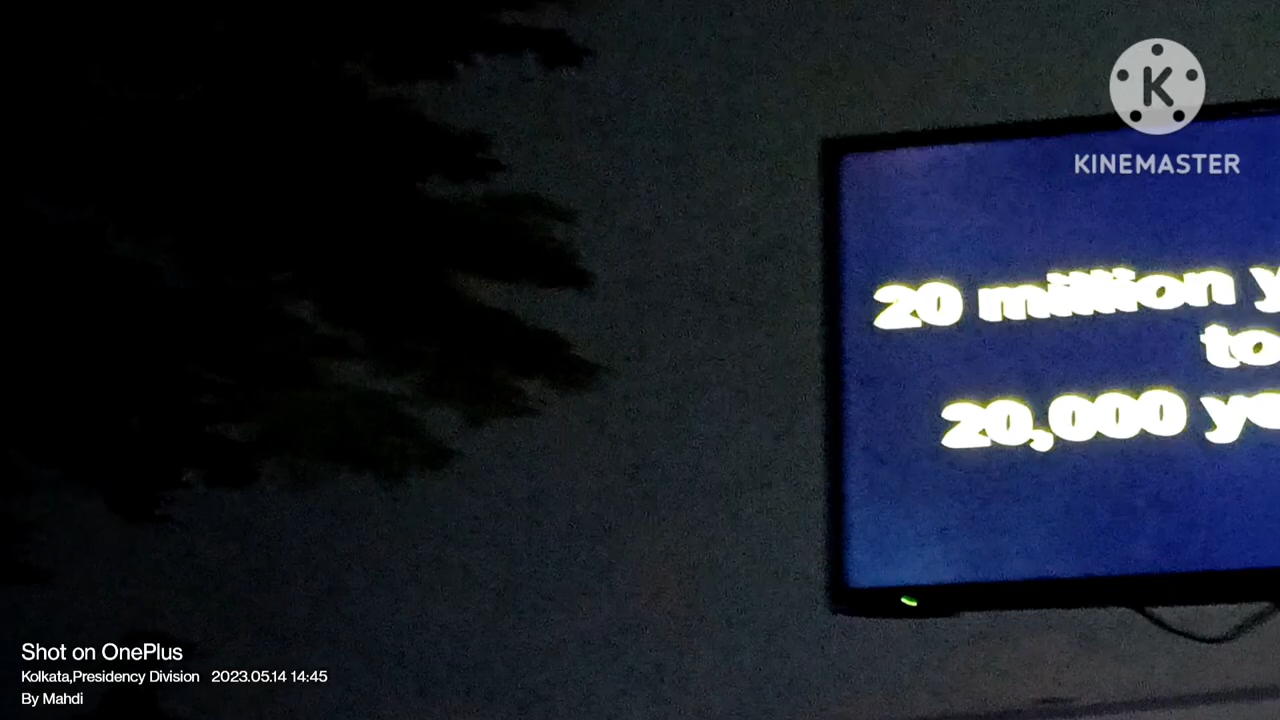 K
KINEMASTER
20 million y
to
20,000 ye
Shot on OnePlus
Kolkata,Presidency Division 2023.05.14 14:45
By Mahdi